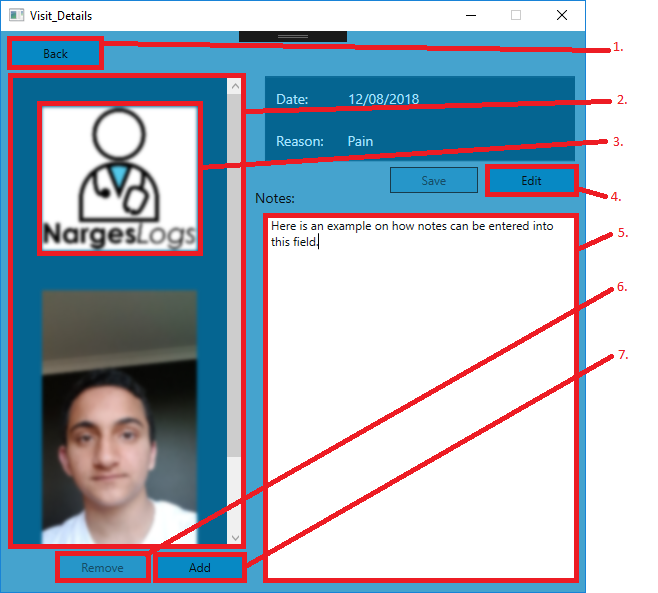 Visit_Details
Back
1.
2.
3.
4.
5.
6.
7.
NargesLogs
Date: 12/08/2018
Reason: Pain
Save
Edit
Notes:
Here is an example on how notes can be entered into
this field.
Remove
Add